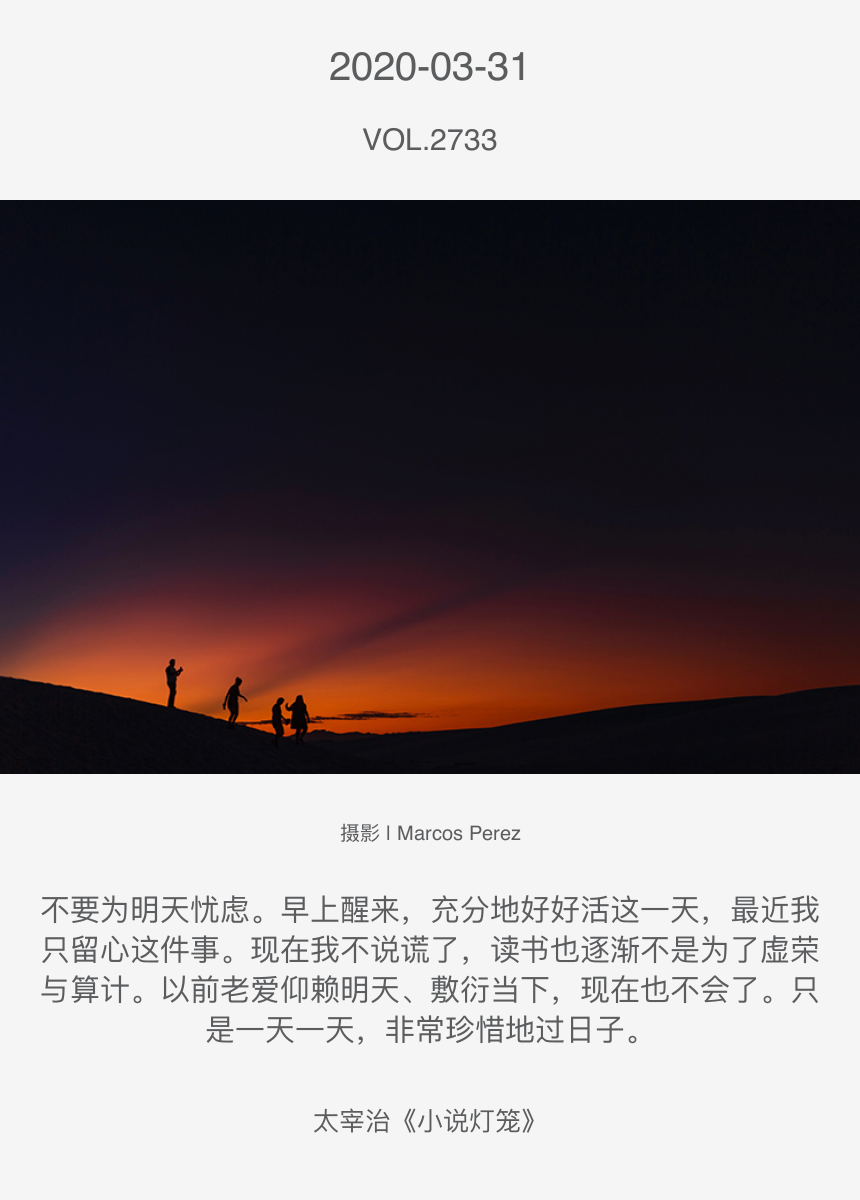 2020-03-31
VOL.2733
摄影 | Marcos Perez
不要为明天忧虑。早上醒来，充分地好好活这一天，最近我
只留心这件事。现在我不说谎了，读书也逐渐不是为了虚荣
与算计。以前老爱仰赖明天、敷衍当下，现在也不会了。只
是一天一天，非常珍惜地过日子。
太宰治《小说灯笼》